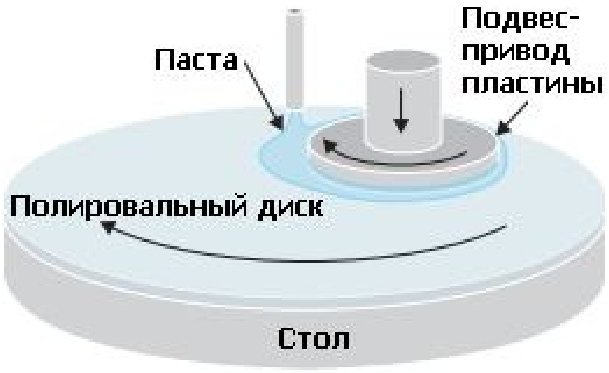 Паста
Подвес-
привод
пластины
Полировальный диск
Стол